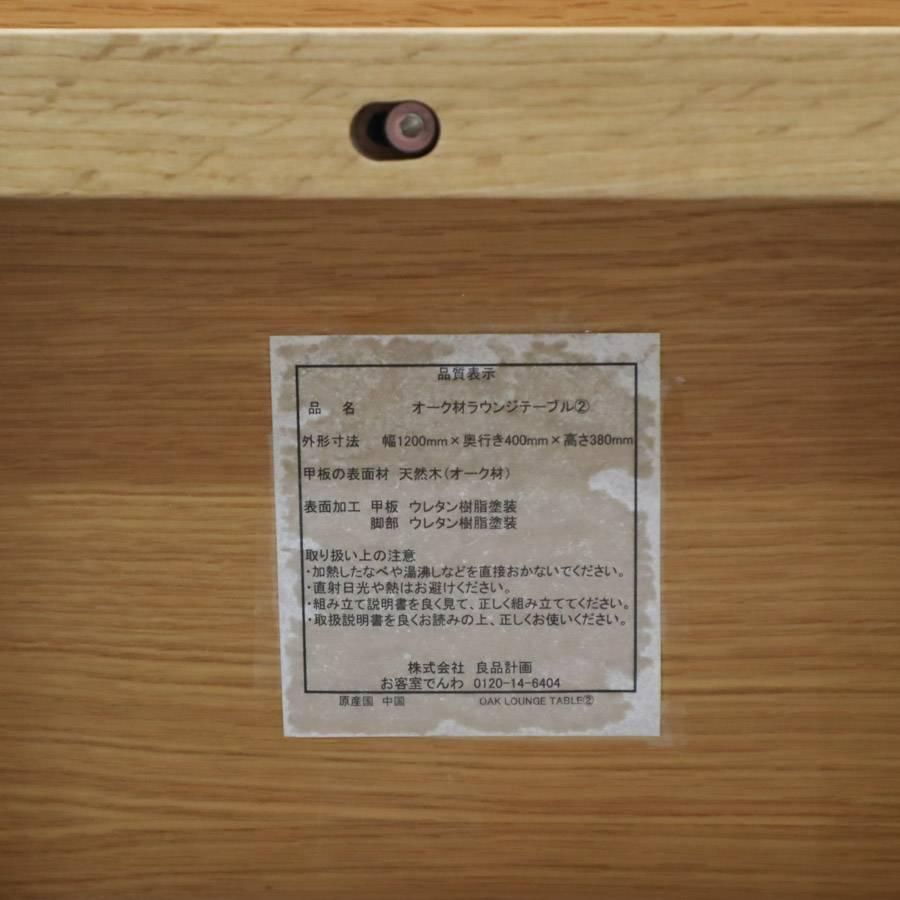 品質表示
品 名 オーク材ラウンジテーブル②
外形寸法 幅1200mm×奥行き400mm×高さ380mm
甲板の表面材 天然木(オーク材)
表面加工 甲板 ウレタン樹脂塗装
脚部 ウレタン樹脂塗装
取り扱い上の注意
・加熱したなべや湯沸しなどを直接おかないでください。
・直射日光や熱はお避けください。
・組み立て説明書を良く見て、正しく組み立ててください。
・取扱説明書を良くお読みの上、正しくお使いください。
株式会社 良品計画
お客室でんわ 0120-14-6404
原産国 中国 OAK LOUNGE TABLE②